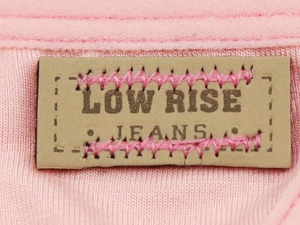 LOW RISE
· JEANS ·